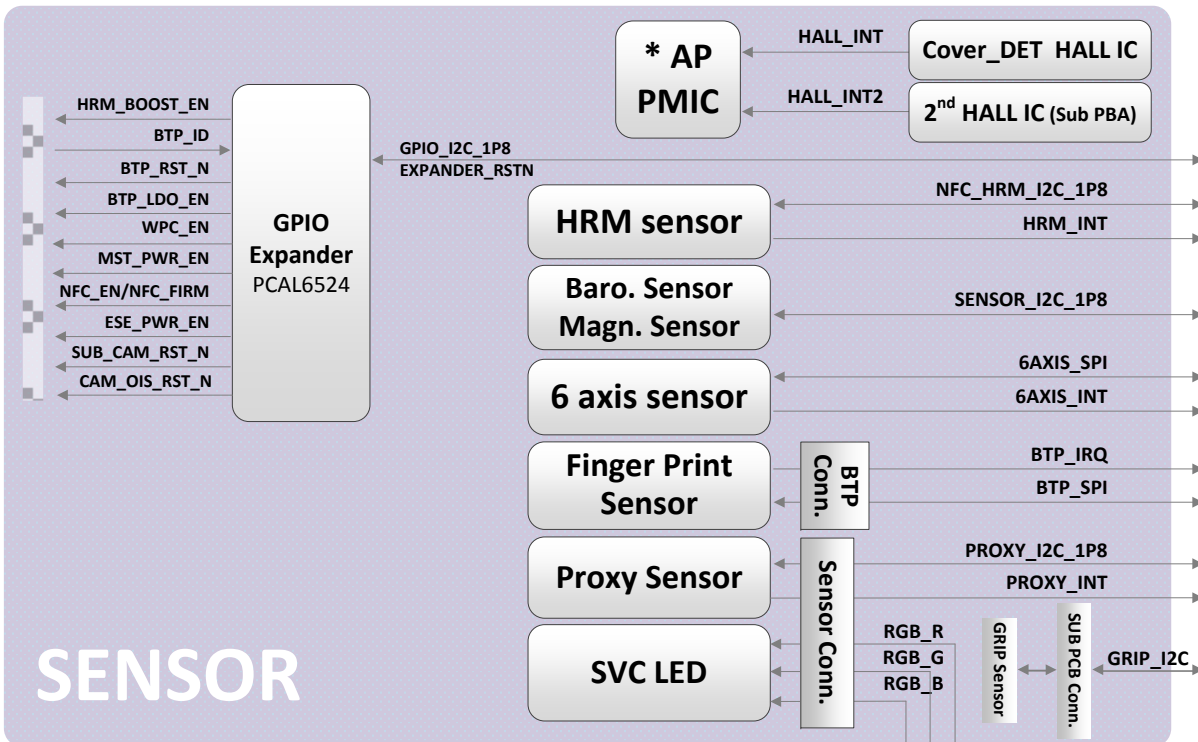 HRM_BOOST_EN
BTP_ID
BTP_RST_N
BTP_LDO_EN
WPC_EN
MST_PWR_EN
NFC_EN/NFC_FIRM
ESE_PWR_EN
SUB_CAM_RST_N
CAM_OIS_RST_N
GPIO
Expander
PCAL6524
* AP
PMIC
HALL_INT
Cover_DET HALL IC
HALL_INT2
2nd HALL IC (Sub PBA)
GPIO_I2C_1P8
EXPANDER_RSTN
HRM sensor
NFC_HRM_I2C_1P8
HRM_INT
Baro. Sensor
Magn. Sensor
SENSOR_I2C_1P8
6 axis sensor
6AXIS_SPI
6AXIS_INT
Finger Print
Sensor
BTP
Conn.
BTP_IRQ
BTP_SPI
Proxy Sensor
Sensor Conn.
PROXY_I2C_1P8
PROXY_INT
SVC LED
RGB_R
RGB_G
RGB_B
GRIP Sensor
SUB PCB Conn.
GRIP_I2C
SENSOR